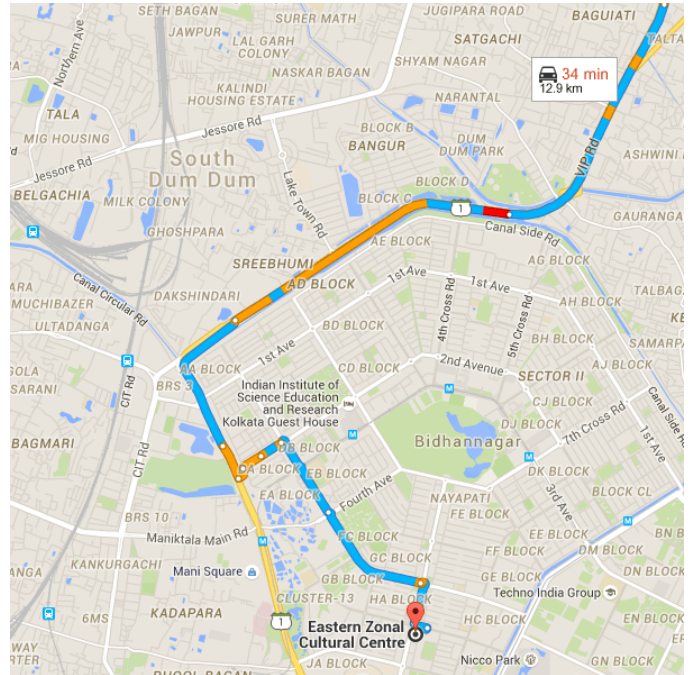 SETH BAGAN
JAWPUR
SURER MATH
JUGIPARA ROAD
BAGUIATI
Northern Ave
LAL GARH
COLONY
SATGACHI
TALTA
NASKAR BAGAN
SHYAM NAGAR
34 min
12.9 km
TALA
KALINDI
HOUSING ESTATE
NARANTAL
MIG HOUSING
Jessore Rd
BLOCK B
BANGUR
DUM
DUM PARK
VIP Rd
ASHWINI
Jessore Rd
South
Dum Dum
BLOCK D
BELGACHIA
MILK COLONY
Lake Town Rd
BLOCK C
1
GAURANGA
GHOSHPARA
Canal Side Rd
AE BLOCK
SREEBHUMI
AG BLOCK
Canal Circular Rd
DAKSHINDARI
AD BLOCK
1st Ave
1st Ave
TALBAG
MUCHIBAZER
4th Cross Rd
5th Cross Rd
AH BLOCK
ULTADANGA
BD BLOCK
BH BLOCK
AJ BLOCK
1st Ave
2nd Avenue
GOLA
SARANI
AA BLOCK
CD BLOCK
SECTOR II
BRS 3
CIT Rd
Indian Institute of
Science Education
and Research
Kolkata Guest House
CJ BLOCK
Canal Side Rd
DJ BLOCK
7th Cross Rd
1st Ave
BAGMARI
CIT Rd
Bidhannagar
DB BLOCK
CA BLOCK
EB BLOCK
DK BLOCK
EA BLOCK
Fourth Ave
NAYAPATI
3rd Ave
BLOCK CL
BRS 10
FE BLOCK
Maniktala Main Rd
FC BLOCK
EE BLOCK
DM BLOCK
FF BLOCK
DN BLOCK
KANKURGACHI
Mani Square
GC BLOCK
GE BLOCK
GB BLOCK
HA BLOCK
Techno India Group
EN BLOCK
CLUSTER-13
KADAPARA
6MS
HC BLOCK
1
Eastern Zonal
Cultural Centre
JA BLOCK
Nicco Park
GN BLOCK